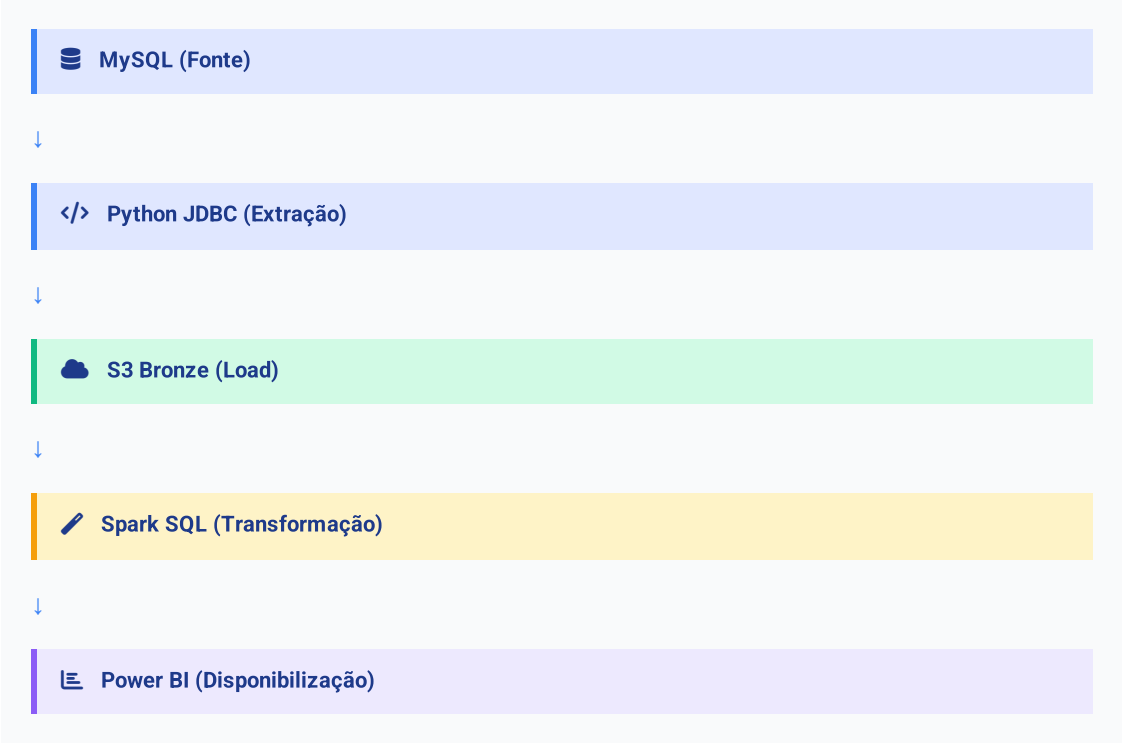 MySQL (Fonte)
↓
Python JDBC (Extração)
↓
S3 Bronze (Load)
↓
Spark SQL (Transformação)
↓
Power BI (Disponibilização)